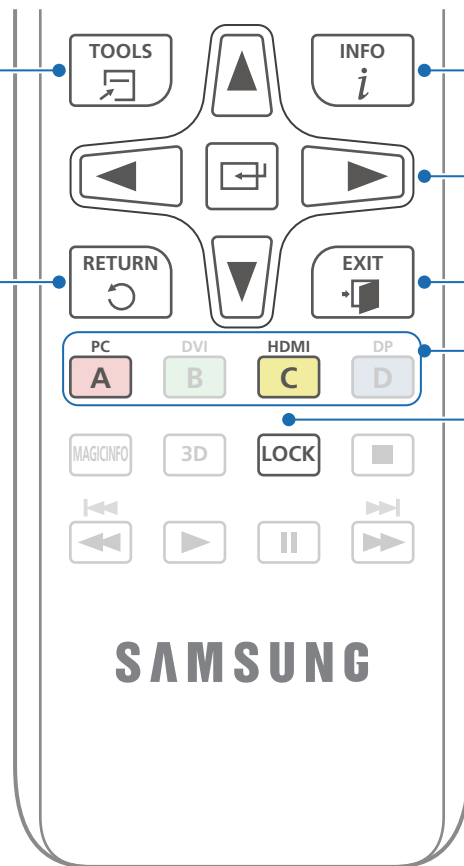 TOOLS INFO
i
RETURN EXIT
PC DVI HDMI DP
A B C D
MAGICINFO 3D LOCK
SAMSUNG